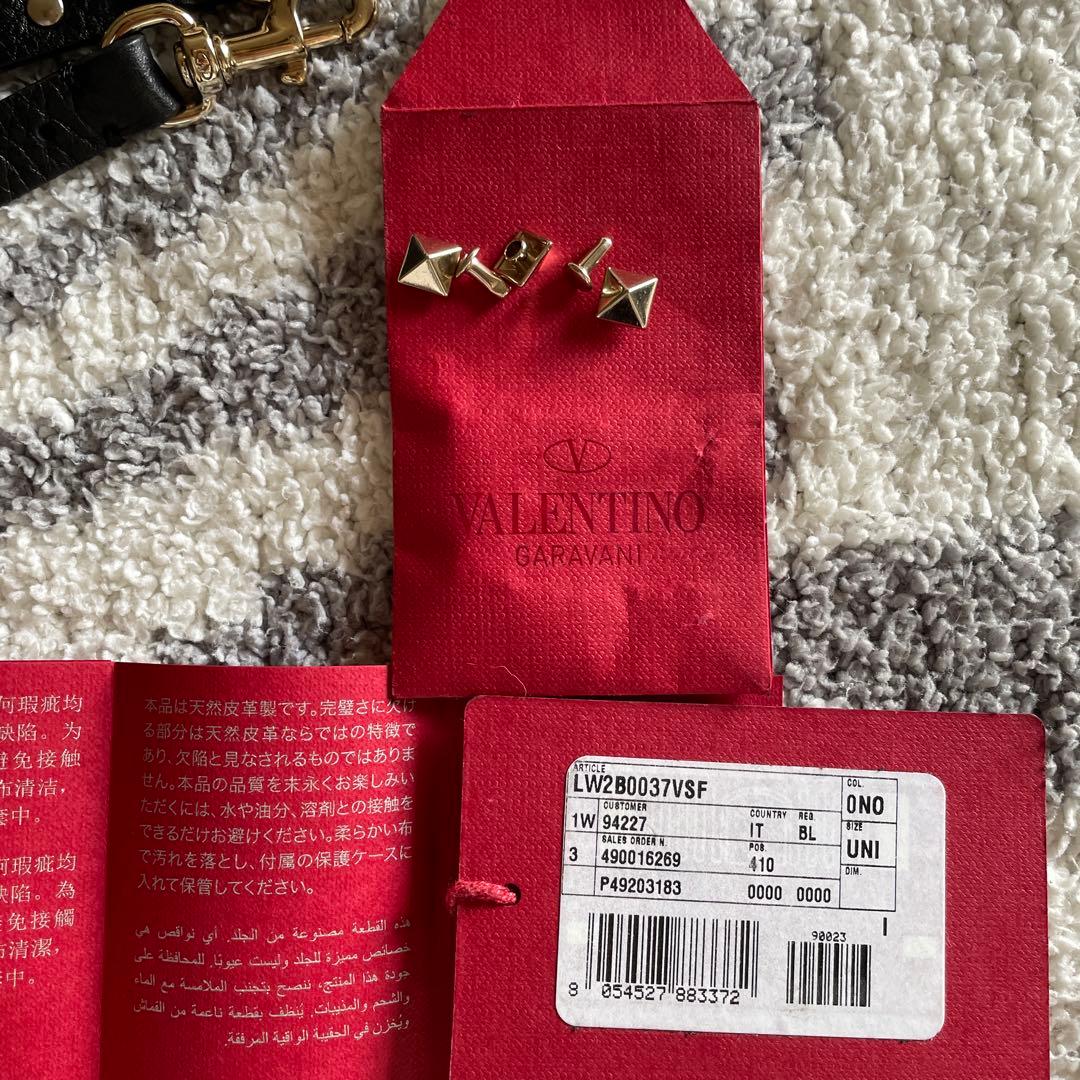 V
VALENTINO
GARAVANI
何瑕疵均
缺陷。为
避免接触
布清洁，
套中。
何瑕疵均
缺陷。為
避免接觸
布清潔，
套中。
本品は天然皮革製です。完璧さに欠け
る部分は天然皮革ならではの特徴で
あり、欠陥と見なされるものではありま
せん。本品の品質を末永くお楽しみい
ただくには、水や油分、溶剤との接触を
できるだけお避けください。柔らかい布
で汚れを落とし、付属の保護ケースに
入れて保管してください。
هذه القطعة مصنوعة من الجلد. أي نواقص هي
خصائص مميزة للجلد وليست عيوبًا. للمحافظة على
جودة هذا المنتج، ننصح بتجنب الملامسة مع الماء
والشحم والمذيبات. يُنظف بقطعة ناعمة من القماش
ويُخزن في الحقيبة الواقية المرفقة.
ARTICLE
LW2B0037VSF
COL.
0NO
CUSTOMER
COUNTRY REG.
1W 94227 IT BL
SIZE
UNI
SALES ORDER N.
POS.
3 490016269 410
DIM.
P49203183 0000 0000
I
90023
8 054527 883372